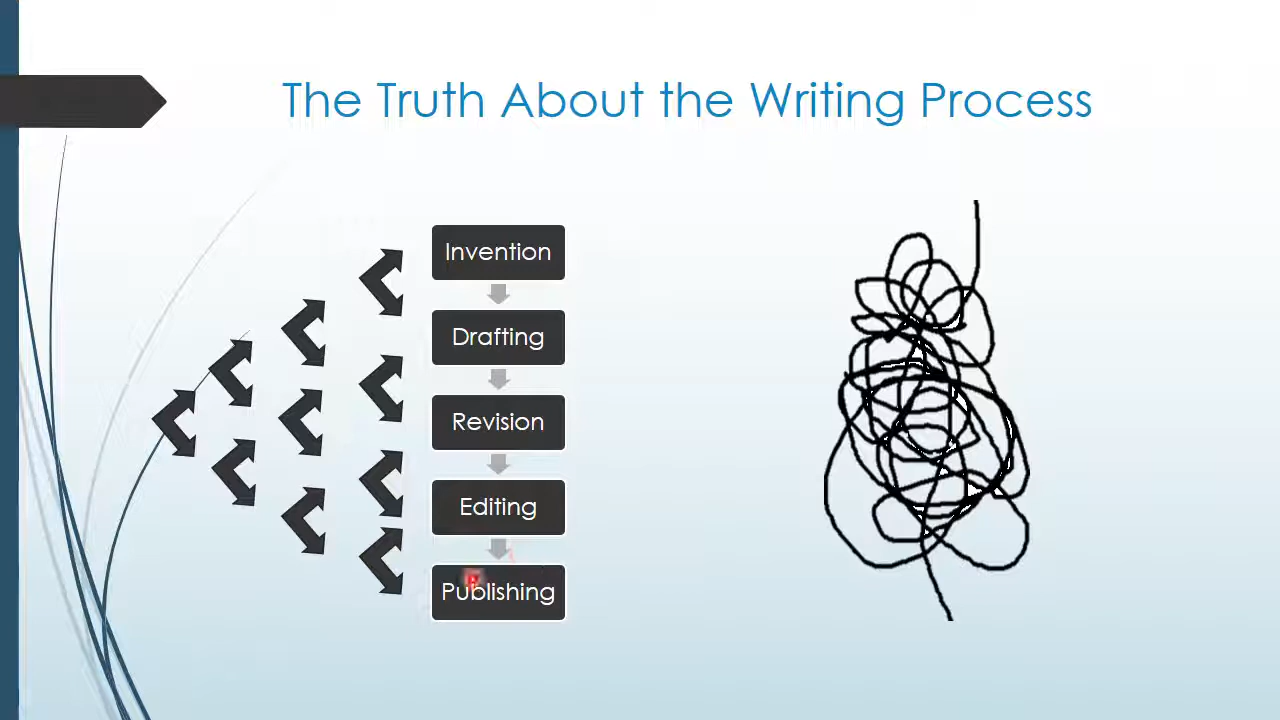 The Truth About the Writing Process
Invention
Drafting
Revision
Editing
Publishing